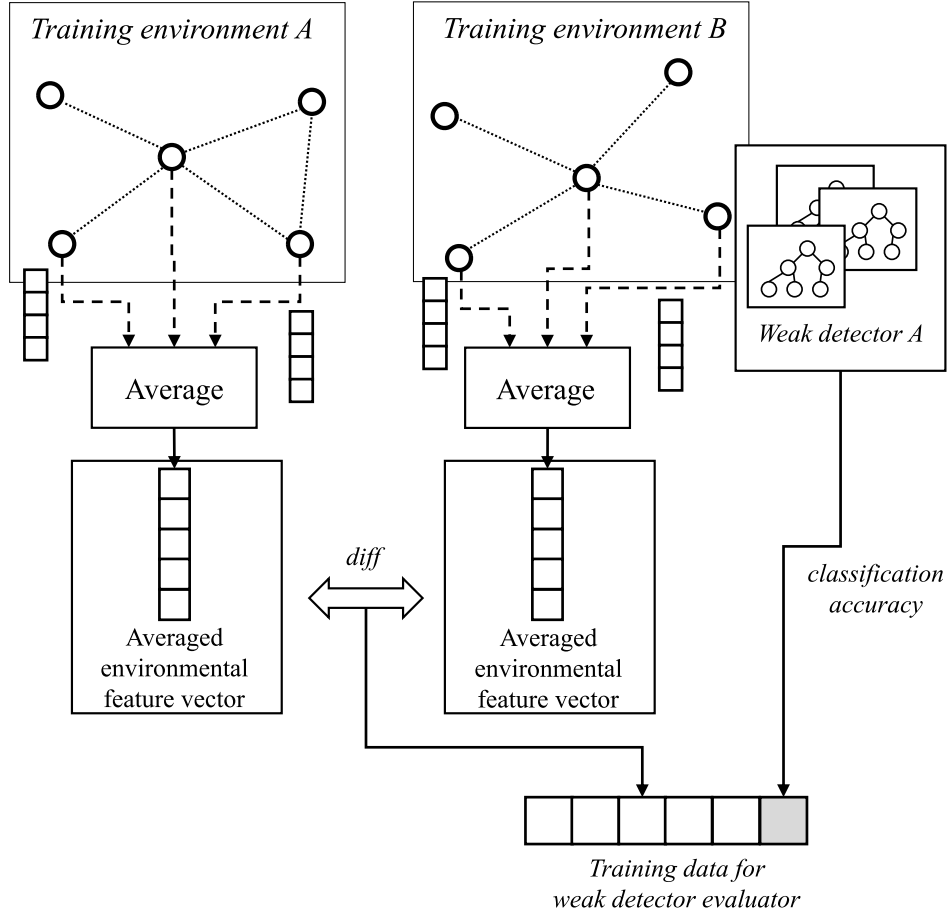 Training environment A
Training environment B
Weak detector A
Average
Average
diff
classification
accuracy
Averaged
environmental
feature vector
Averaged
environmental
feature vector
Training data for
weak detector evaluator